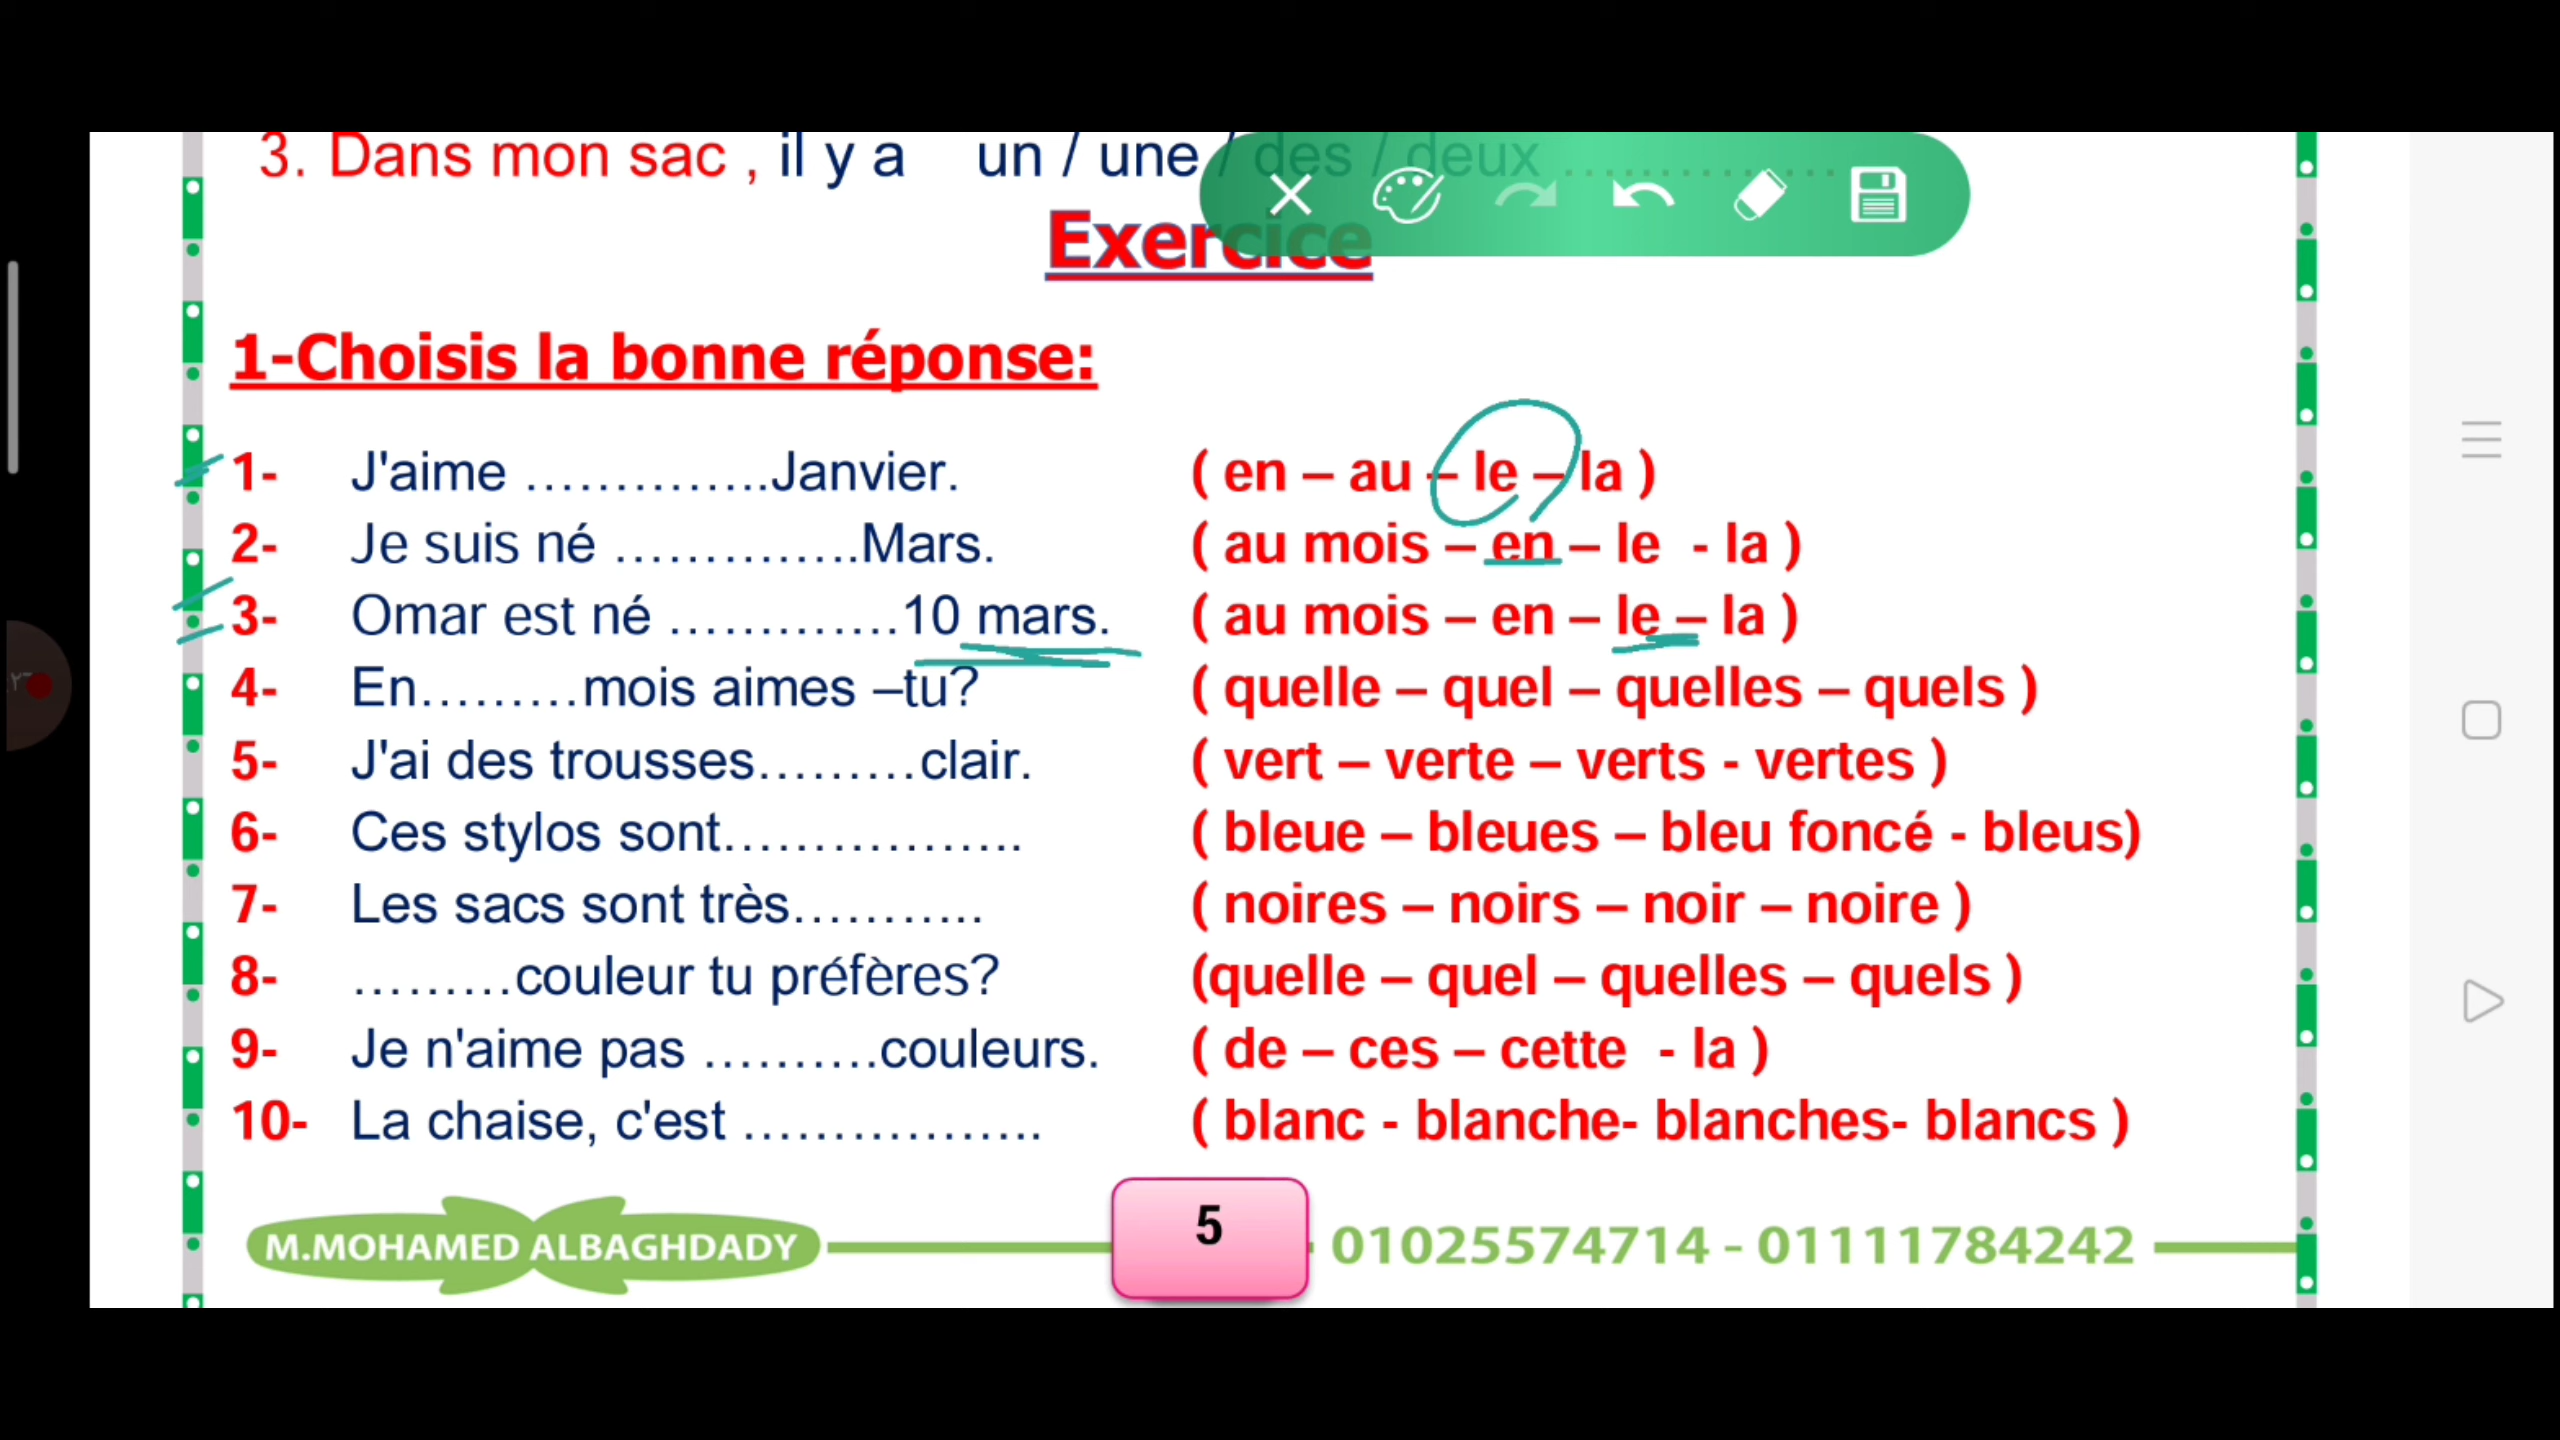 3. Dans mon sac , il y a un / une / des / deux ……………
Exercice
1-Choisis la bonne réponse:
1- J'aime …………..Janvier. ( en – au – le – la )
2- Je suis né …………..Mars. ( au mois – en – le - la )
3- Omar est né ………….10 mars. ( au mois – en – le – la )
4- En………mois aimes –tu? ( quelle – quel – quelles – quels )
5- J'ai des trousses………clair. ( vert – verte – verts - vertes )
6- Ces stylos sont…………….. ( bleue – bleues – bleu foncé - bleus)
7- Les sacs sont très……….. ( noires – noirs – noir – noire )
8- ………couleur tu préfères? (quelle – quel – quelles – quels )
9- Je n'aime pas ……….couleurs. ( de – ces – cette - la )
10- La chaise, c'est …………….. ( blanc - blanche- blanches- blancs )
M.MOHAMED ALBAGHDADY 5 01025574714 - 01111784242